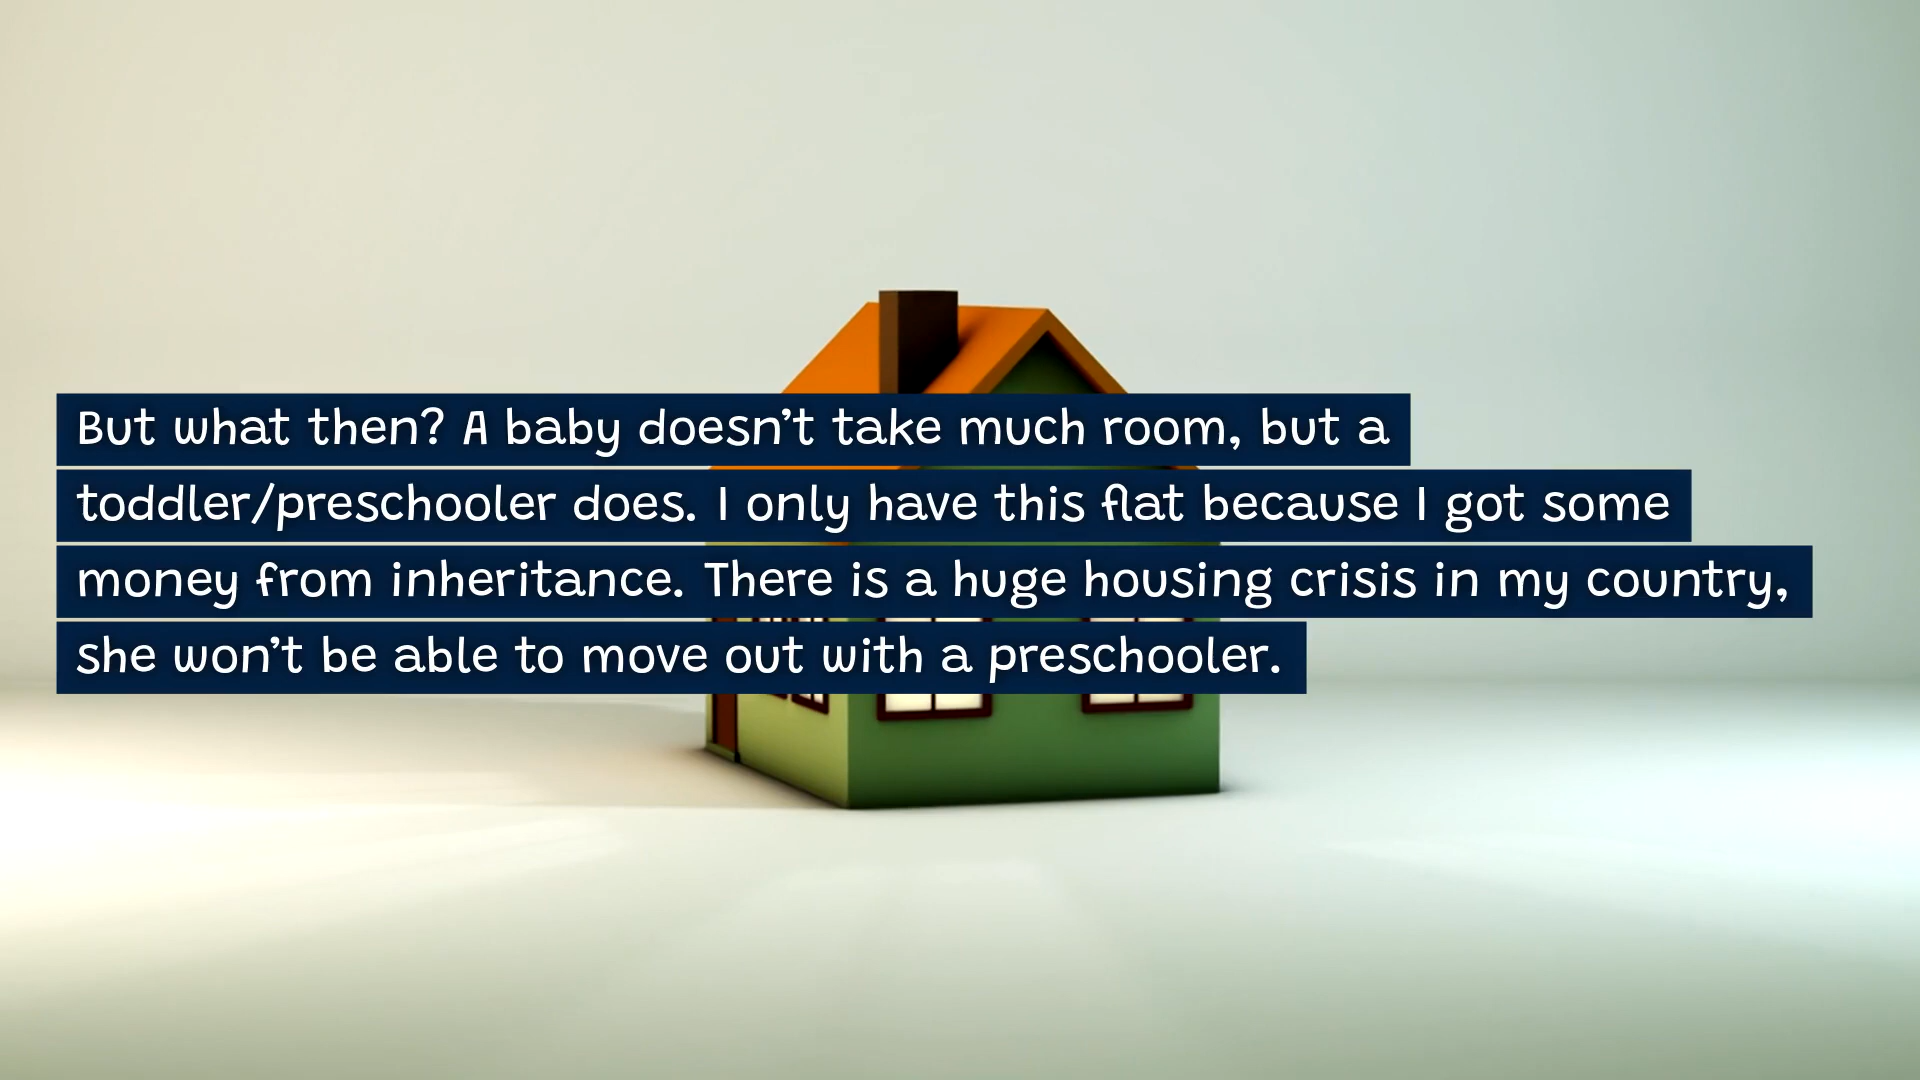 But what then? A baby doesn’t take much room, but a
toddler/preschooler does. I only have this flat because I got some
money from inheritance. There is a huge housing crisis in my country,
she won’t be able to move out with a preschooler.